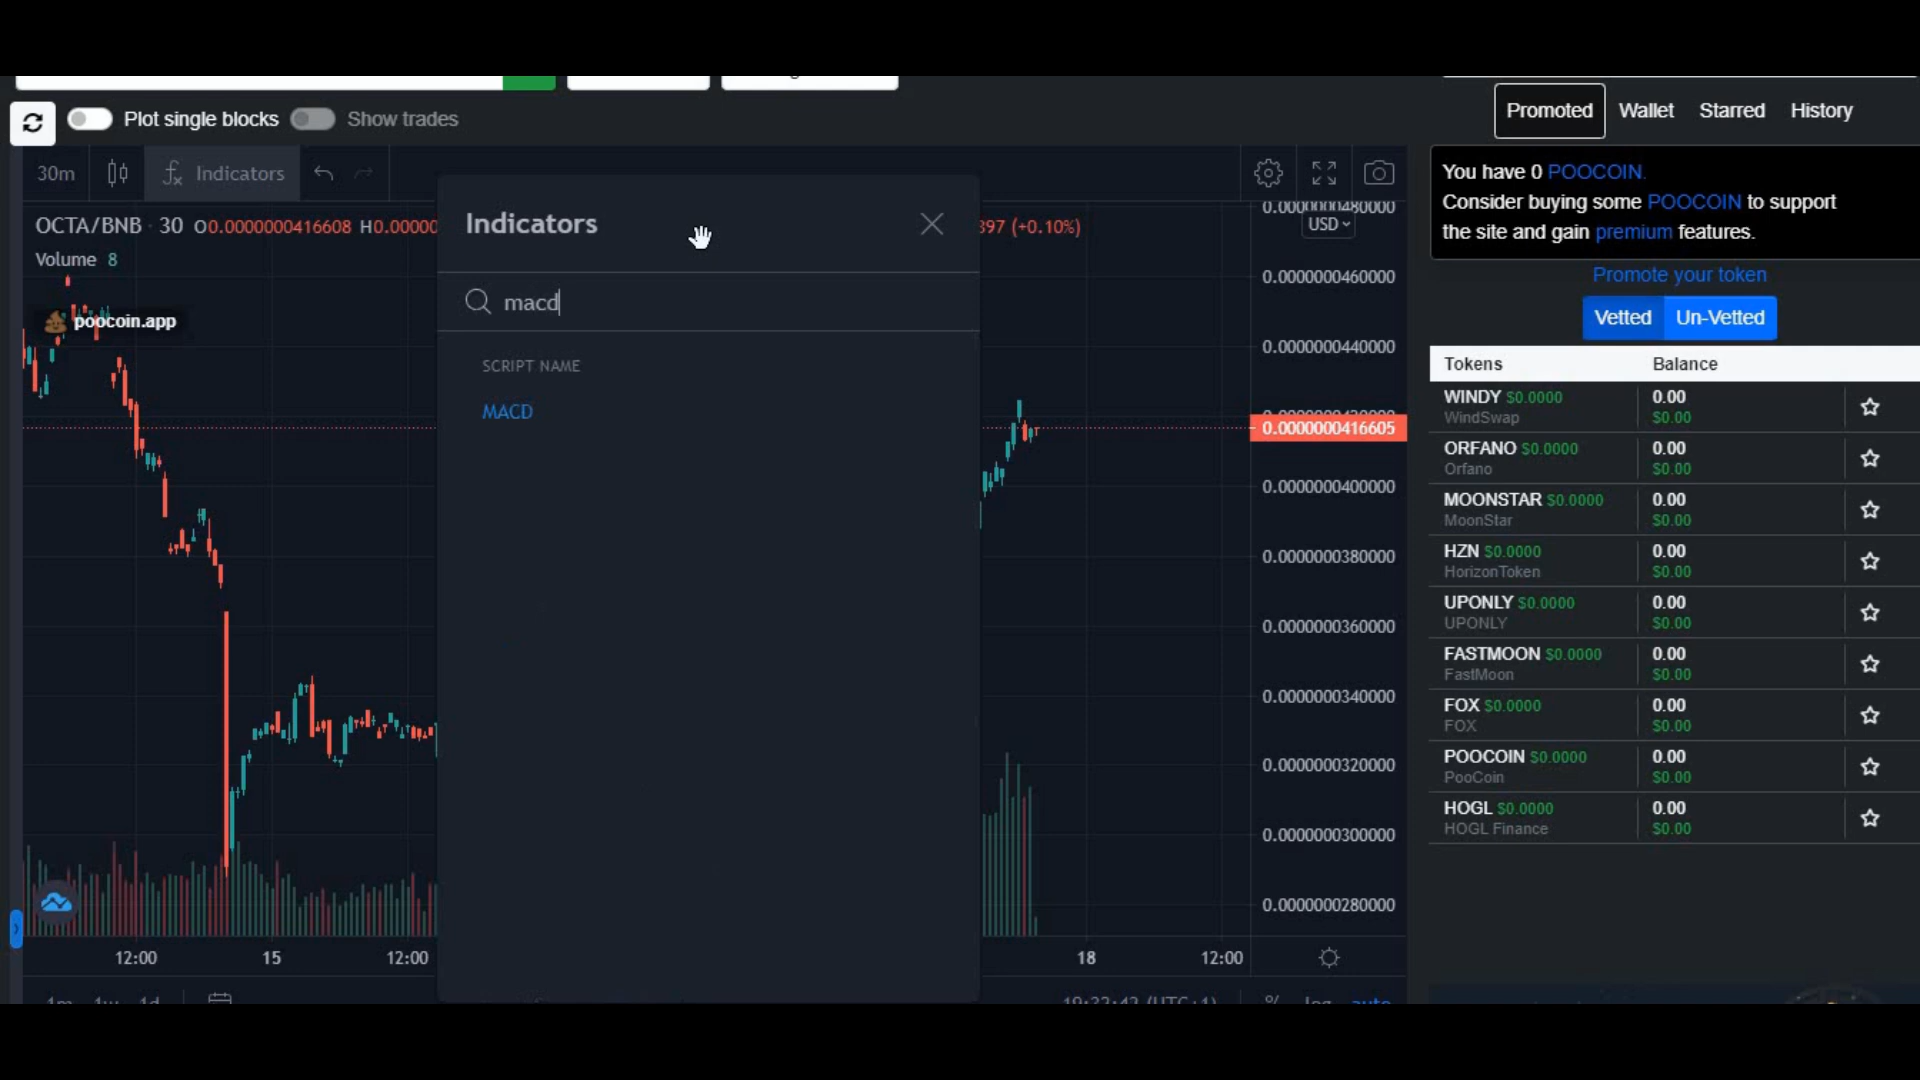 Plot single blocks Show trades
Promoted Wallet Starred History
30m Indicators
You have 0 POOCOIN.
Consider buying some POOCOIN to support
the site and gain premium features.
Promote your token
Vetted Un-Vetted
OCTA/BNB · 30 O0.0000000416608 H0.00000
397 (+0.10%)
Volume 8
poocoin.app
Indicators
macd
SCRIPT NAME
MACD
0.0000000480000
USD
0.0000000460000
0.0000000440000
0.0000000420000
0.0000000416605
0.0000000400000
0.0000000380000
0.0000000360000
0.0000000340000
0.0000000320000
0.0000000300000
0.0000000280000
12:00 15 12:00 18 12:00
1m 1w 1d
19:32:42 (UTC+1) % log auto
Tokens Balance
WINDY $0.0000 0.00
WindSwap $0.00
ORFANO $0.0000 0.00
Orfano $0.00
MOONSTAR $0.0000 0.00
MoonStar $0.00
HZN $0.0000 0.00
HorizonToken $0.00
UPONLY $0.0000 0.00
UPONLY $0.00
FASTMOON $0.0000 0.00
FastMoon $0.00
FOX $0.0000 0.00
FOX $0.00
POOCOIN $0.0000 0.00
PooCoin $0.00
HOGL $0.0000 0.00
HOGL Finance $0.00